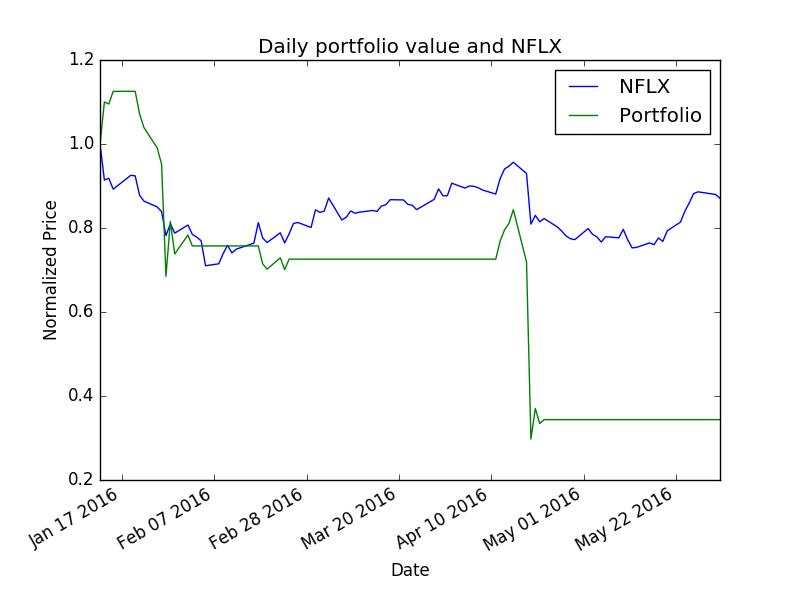 Daily portfolio value and NFLX
NFLX
Portfolio
Normalized Price
1.2
1.0
0.8
0.6
0.4
0.2
Jan 17 2016
Feb 07 2016
Feb 28 2016
Mar 20 2016
Apr 10 2016
May 01 2016
May 22 2016
Date